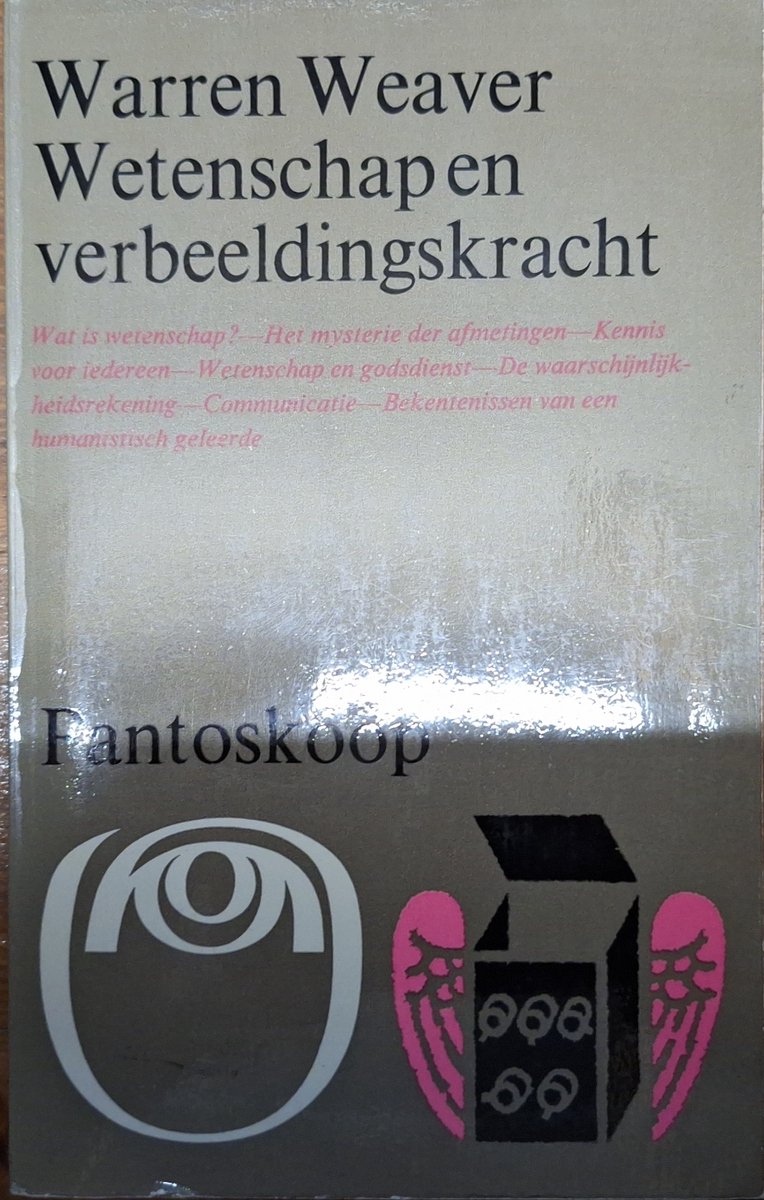 Warren Weaver
Wetenschap en
verbeeldingskracht
Wat is wetenschap?—Het mysterie der afmetingen—Kennis
voor iedereen—Wetenschap en godsdienst—De waarschijnlijk-
heidsrekening—Communicatie—Bekentenissen van een
humanistisch geleerde
Pantoskoop